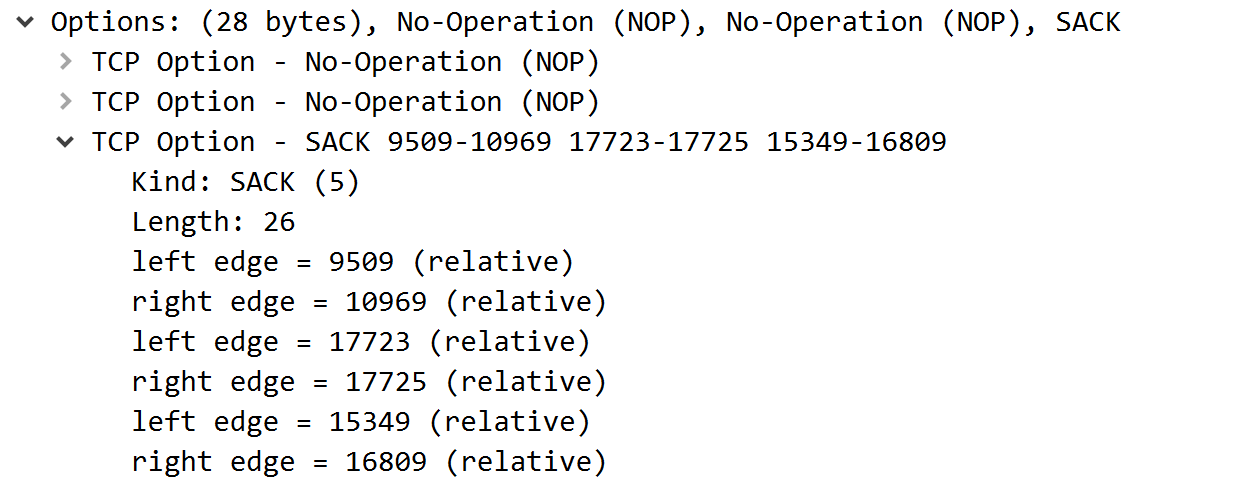 Options: (28 bytes), No-Operation (NOP), No-Operation (NOP), SACK
TCP Option - No-Operation (NOP)
TCP Option - No-Operation (NOP)
TCP Option - SACK 9509-10969 17723-17725 15349-16809
Kind: SACK (5)
Length: 26
left edge = 9509 (relative)
right edge = 10969 (relative)
left edge = 17723 (relative)
right edge = 17725 (relative)
left edge = 15349 (relative)
right edge = 16809 (relative)